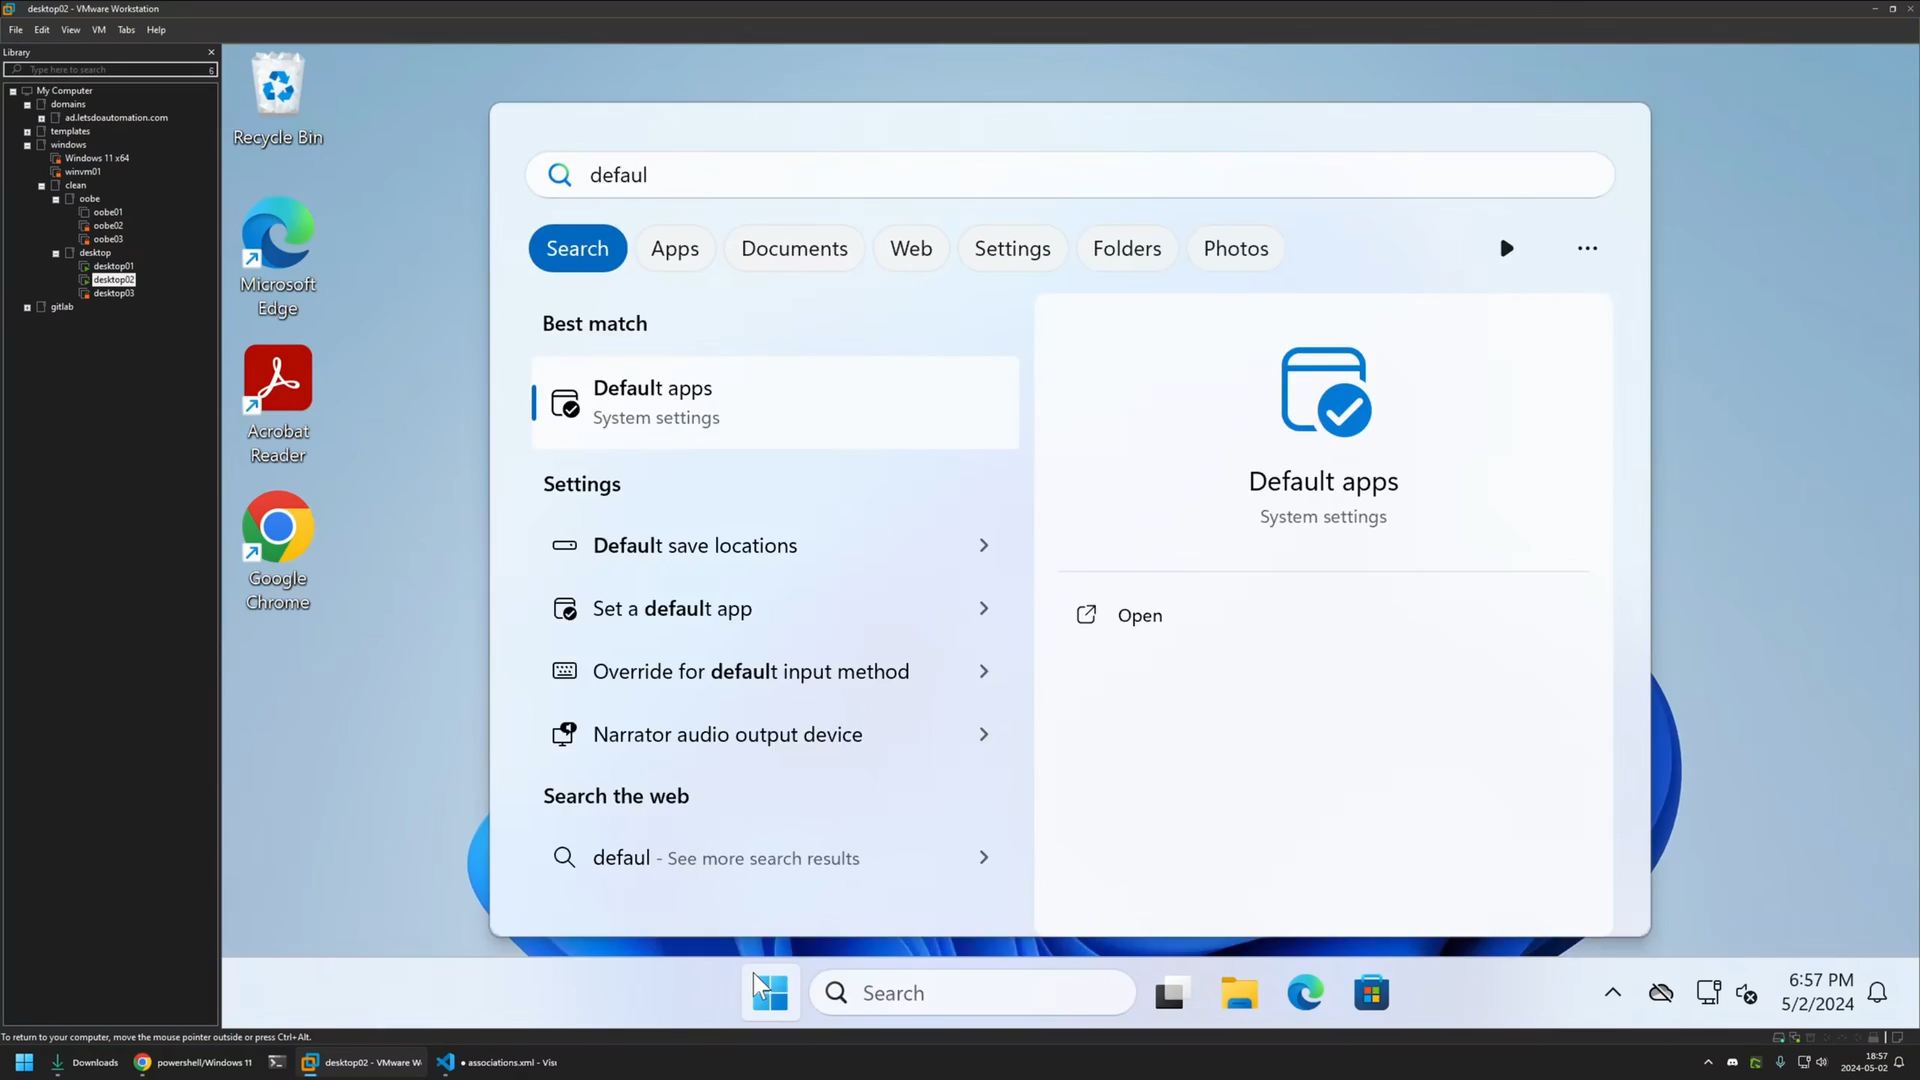 desktop02 - VMware Workstation
File Edit View VM Tabs Help
Library
Type here to search
My Computer
domains
ad.letsdoautomation.com
templates
windows
Windows 11 x64
winvm01
clean
oobe
oobe01
oobe02
oobe03
desktop
desktop01
desktop02
desktop03
gitlab
Recycle Bin
Microsoft
Edge
Acrobat
Reader
Google
Chrome
defaul
Search Apps Documents Web Settings Folders Photos
Best match
Default apps
System settings
Settings
Default save locations
Set a default app
Override for default input method
Narrator audio output device
Search the web
defaul - See more search results
Default apps
System settings
Open
Search
6:57 PM
5/2/2024
To return to your computer, move the mouse pointer outside or press Ctrl+Alt.
Downloads
powershell/Windows 11
desktop02 - VMware W
• associations.xml - Visu
18:57
2024-05-02